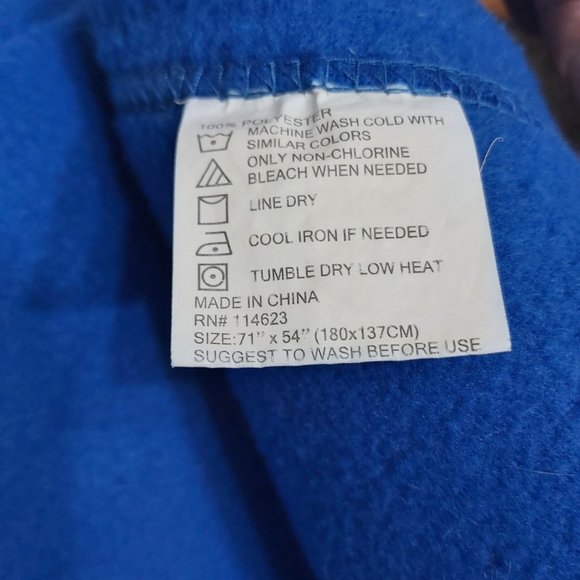 100% POLYESTER
MACHINE WASH COLD WITH
SIMILAR COLORS
ONLY NON-CHLORINE
BLEACH WHEN NEEDED
LINE DRY
COOL IRON IF NEEDED
TUMBLE DRY LOW HEAT
MADE IN CHINA
RN# 114623
SIZE:71" x 54" (180x137CM)
SUGGEST TO WASH BEFORE USE